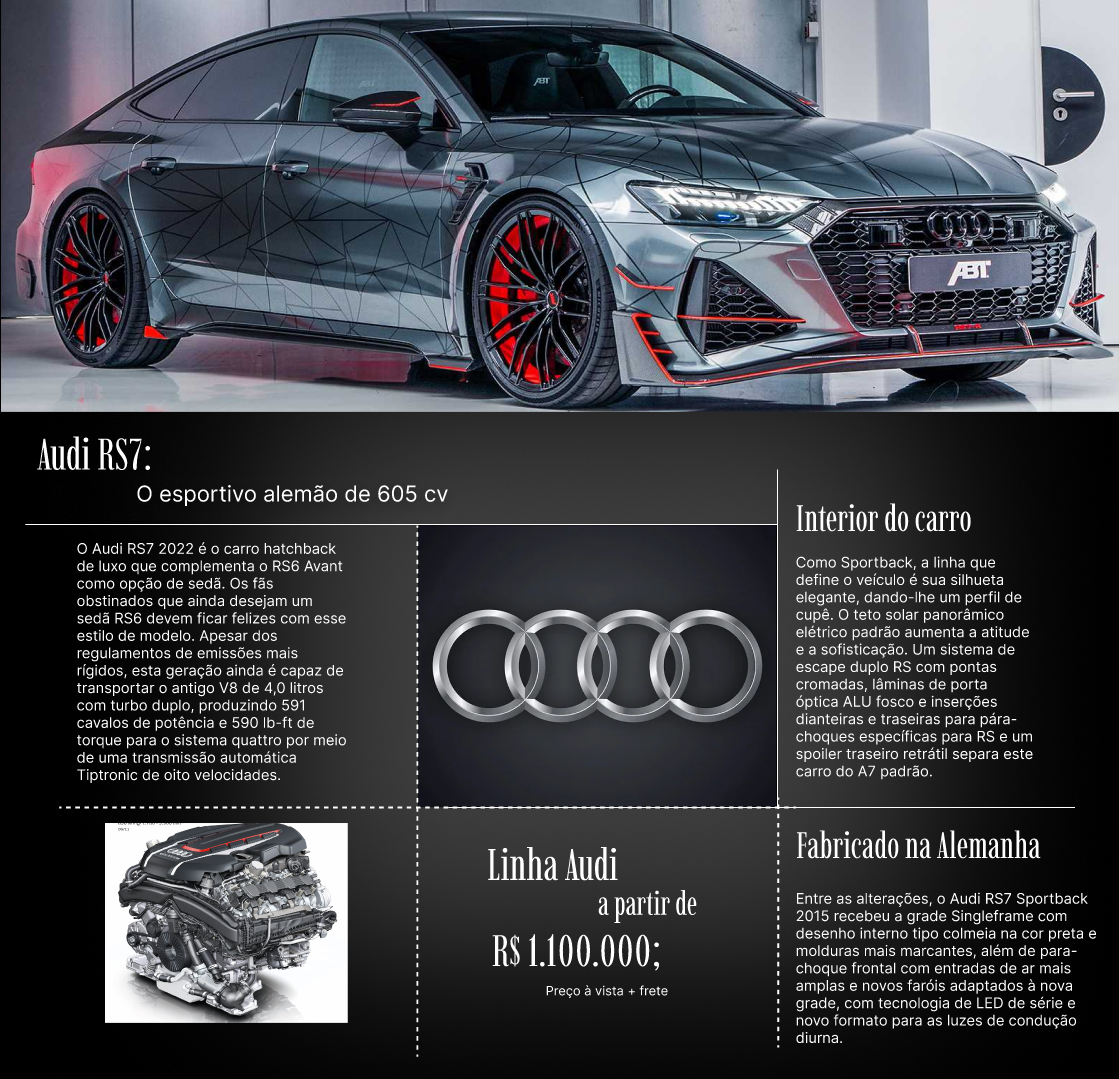 ABT
ABT
Audi RS7:
O esportivo alemão de 605 cv
O Audi RS7 2022 é o carro hatchback
de luxo que complementa o RS6 Avant
como opção de sedã. Os fãs
obstinados que ainda desejam um
sedã RS6 devem ficar felizes com esse
estilo de modelo. Apesar dos
regulamentos de emissões mais
rígidos, esta geração ainda é capaz de
transportar o antigo V8 de 4,0 litros
com turbo duplo, produzindo 591
cavalos de potência e 590 lb-ft de
torque para o sistema quattro por meio
de uma transmissão automática
Tiptronic de oito velocidades.
Interior do carro
Como Sportback, a linha que
define o veículo é sua silhueta
elegante, dando-lhe um perfil de
cupê. O teto solar panorâmico
elétrico padrão aumenta a atitude
e a sofisticação. Um sistema de
escape duplo RS com pontas
cromadas, lâminas de porta
óptica ALU fosco e inserções
dianteiras e traseiras para pára-
choques específicas para RS e um
spoiler traseiro retrátil separa este
carro do A7 padrão.
Linha Audi
a partir de
R$ 1.100.000;
Preço à vista + frete
Fabricado na Alemanha
Entre as alterações, o Audi RS7 Sportback
2015 recebeu a grade Singleframe com
desenho interno tipo colmeia na cor preta e
molduras mais marcantes, além de para-
choque frontal com entradas de ar mais
amplas e novos faróis adaptados à nova
grade, com tecnologia de LED de série e
novo formato para as luzes de condução
diurna.